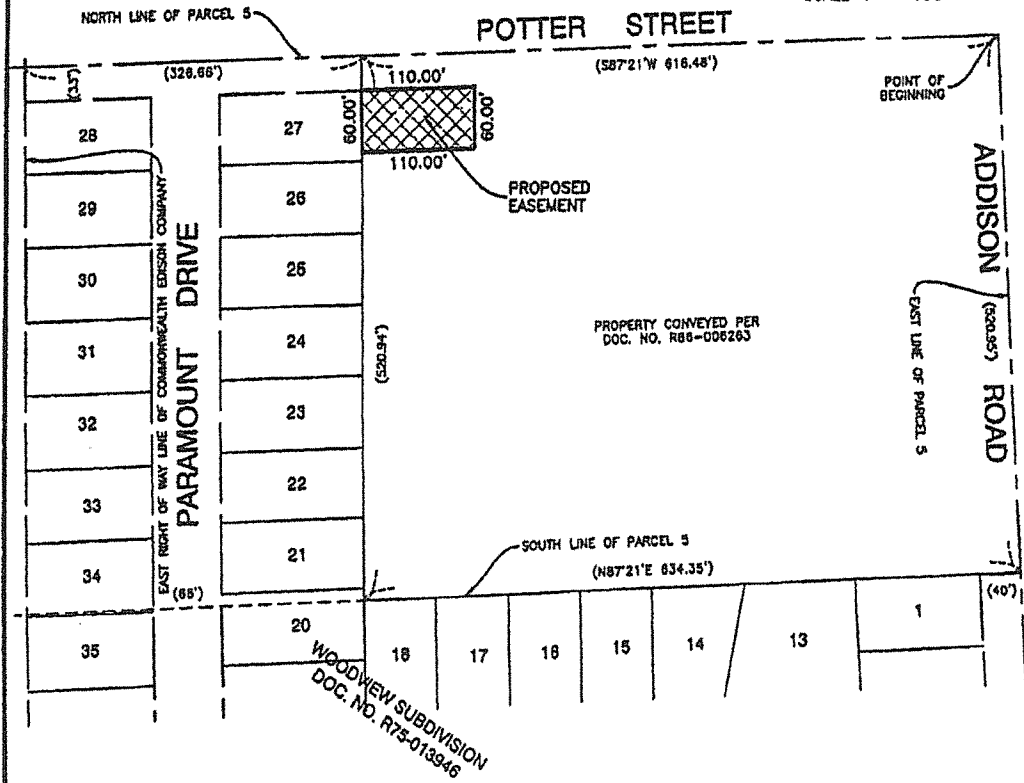 NORTH LINE OF PARCEL 5
POTTER STREET
(326.66')
(S87°21'W 616.48')
POINT OF
BEGINNING
(33')
110.00'
60.00'
60.00'
110.00'
PROPOSED
EASEMENT
28
29
30
31
32
33
34
35
27
26
25
24
23
22
21
20
EAST RIGHT OF WAY LINE OF COMMONWEALTH EDISON COMPANY
PARAMOUNT DRIVE
(66')
(520.94')
PROPERTY CONVEYED PER
DOC. NO. R86-006263
ADDISON ROAD
(520.95')
EAST LINE OF PARCEL 5
SOUTH LINE OF PARCEL 5
(N87°21'E 634.35')
(40')
18
17
16
15
14
13
1
WOODVIEW SUBDIVISION
DOC. NO. R75-013946